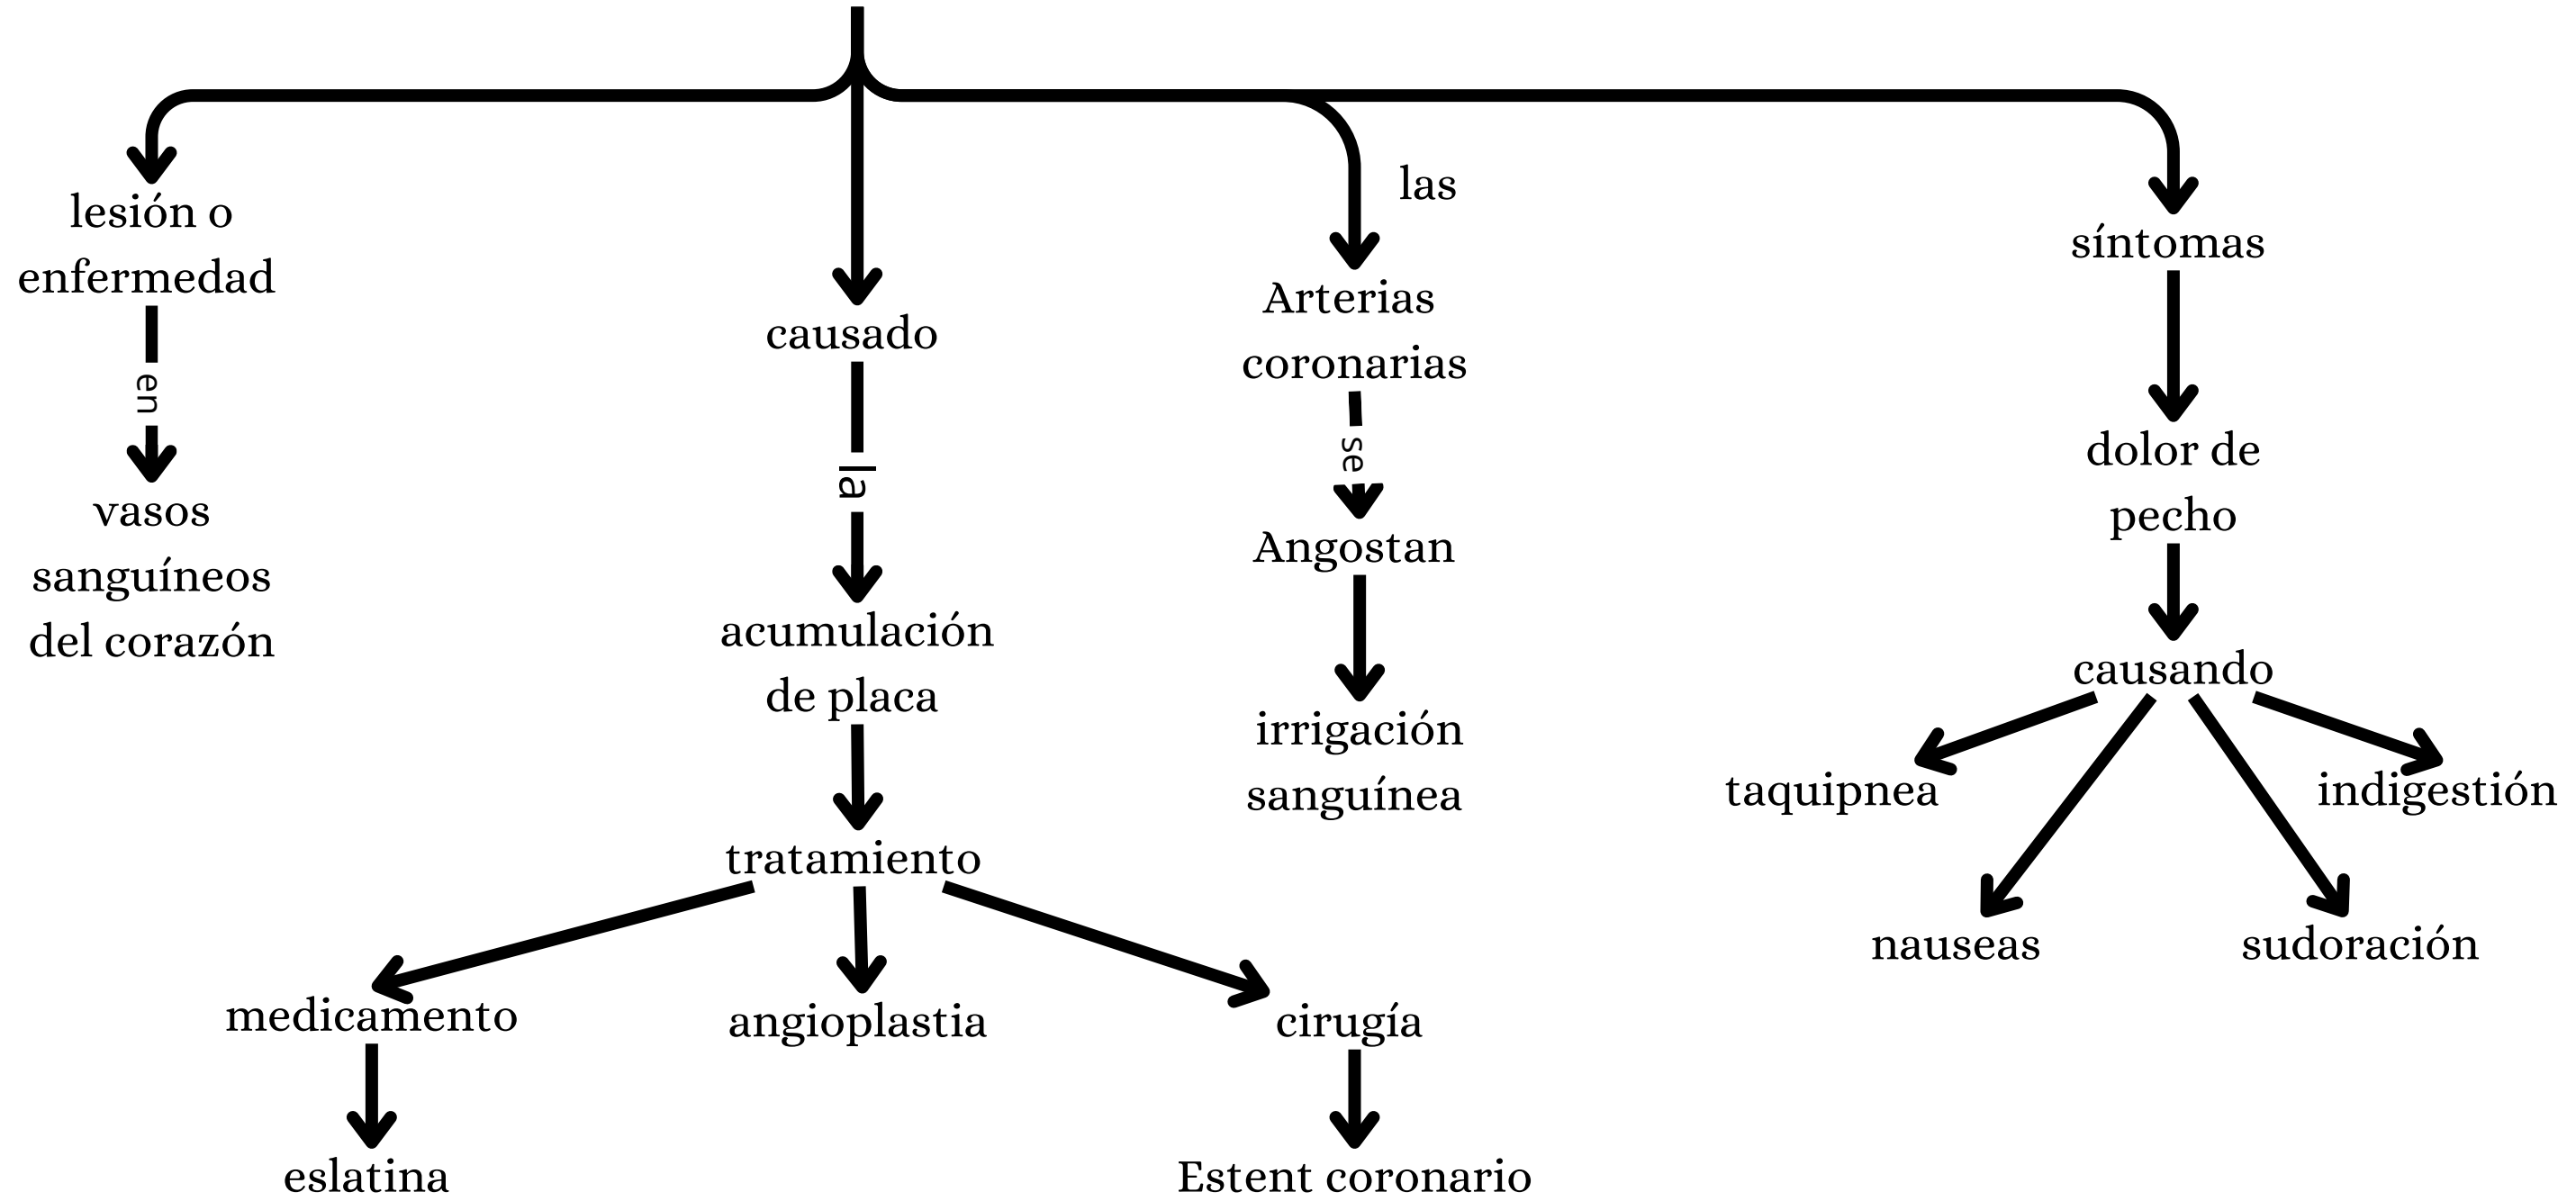 lesión o
enfermedad
en
vasos
sanguíneos
del corazón
causado
la
acumulación
de placa
tratamiento
medicamento
eslatina
angioplastia
cirugía
Estent coronario
las
Arterias
coronarias
se
Angostan
irrigación
sanguínea
síntomas
dolor de
pecho
causando
taquipnea
nauseas
sudoración
indigestión